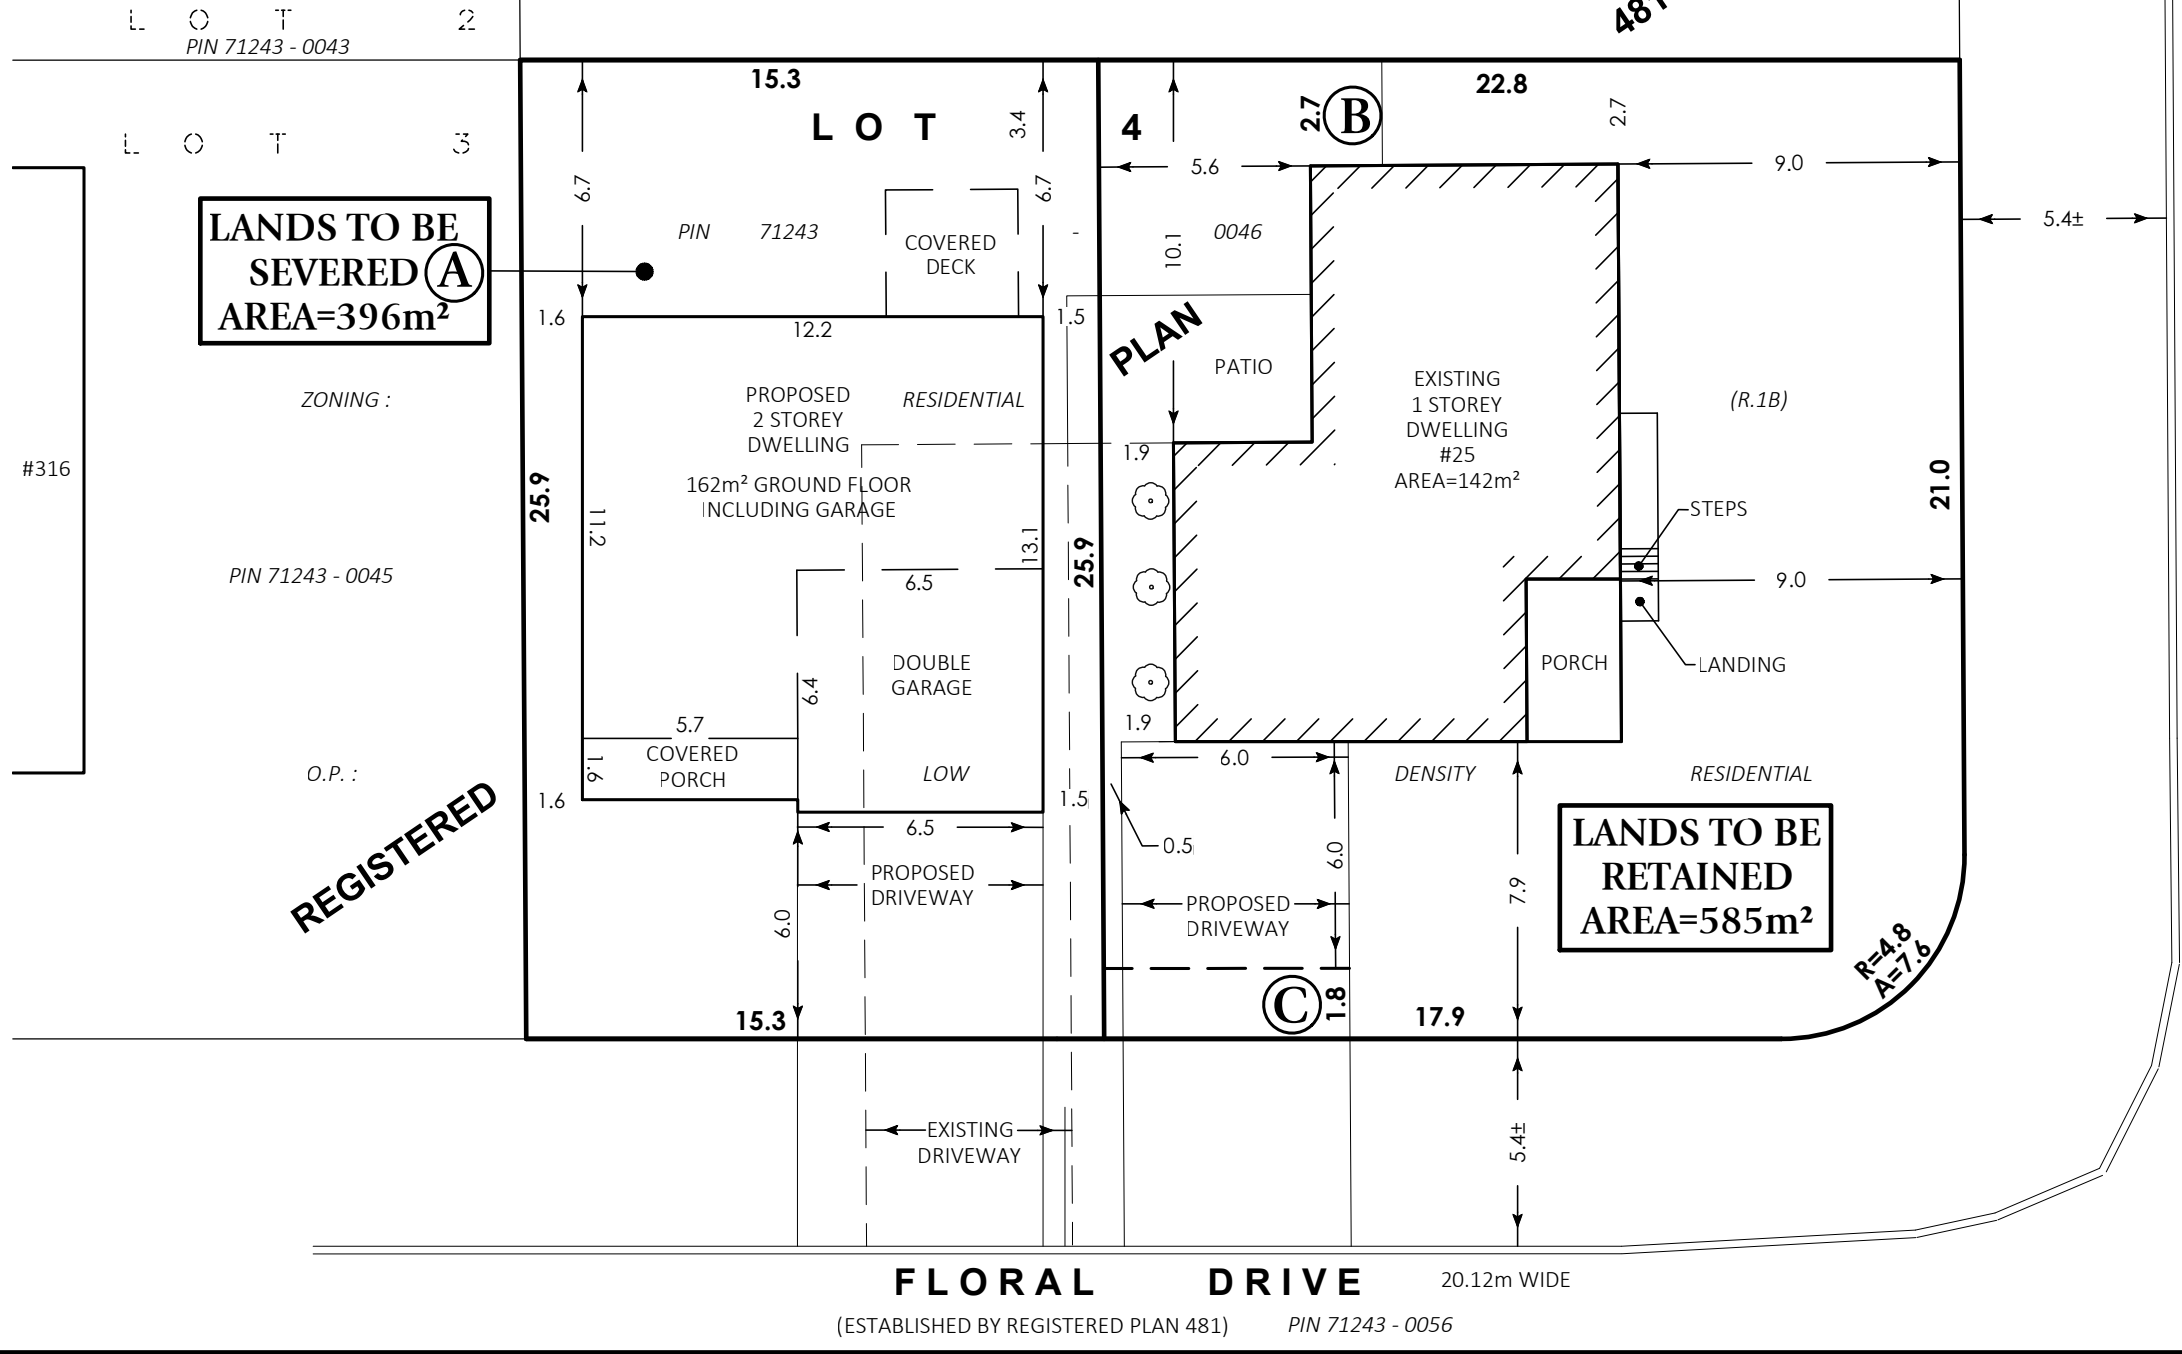 L O T 2
PIN 71243 - 0043
481
15.3
22.8
L O T 4
3.4
2.7
B
2.7
L O T 3
5.6
9.0
6.7
6.7
10.1
5.4±
LANDS TO BE
SEVERED A
AREA=396m²
PIN 71243 - 0046
COVERED
DECK
1.6
12.2
1.5
PLAN
PATIO
ZONING :
RESIDENTIAL
(R.1B)
PROPOSED
2 STOREY
DWELLING
EXISTING
1 STOREY
DWELLING
#25
AREA=142m²
1.9
#316
162m² GROUND FLOOR
INCLUDING GARAGE
25.9
11.2
13.1
25.9
21.0
STEPS
PIN 71243 - 0045
6.5
9.0
DOUBLE
GARAGE
PORCH
LANDING
6.4
5.7
1.9
COVERED
PORCH
1.6
6.0
O.P. :
LOW
DENSITY
RESIDENTIAL
1.6
1.5
REGISTERED
6.5
0.5
6.0
7.9
LANDS TO BE
RETAINED
AREA=585m²
PROPOSED
DRIVEWAY
6.0
PROPOSED
DRIVEWAY
R=4.8
A=7.6
15.3
C
1.8
17.9
EXISTING
DRIVEWAY
5.4±
FLORAL DRIVE 20.12m WIDE
(ESTABLISHED BY REGISTERED PLAN 481) PIN 71243 - 0056